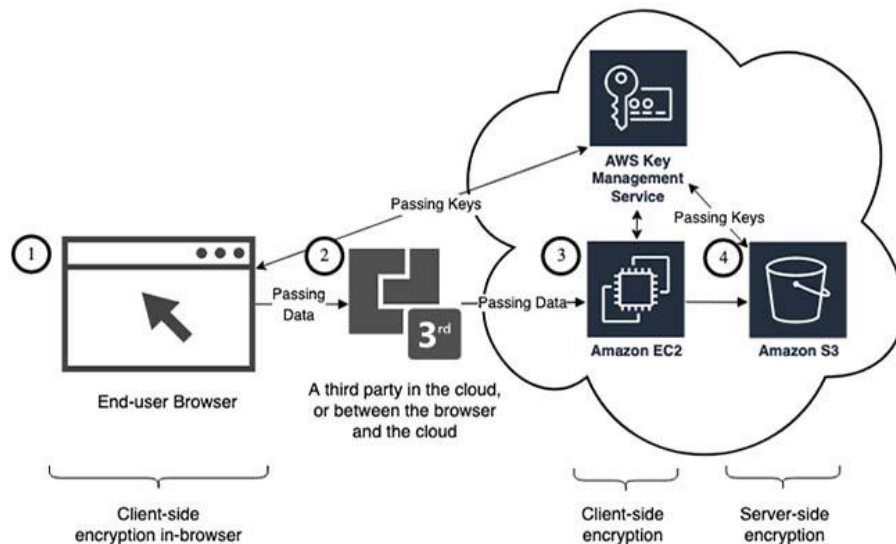 AWS Key
Management
Service
Passing Keys
Passing Keys
1
2
3
4
Passing
Data
3rd
Passing Data
Amazon EC2
Amazon S3
End-user Browser
A third party in the cloud,
or between the browser
and the cloud
Client-side
encryption in-browser
Client-side
encryption
Server-side
encryption